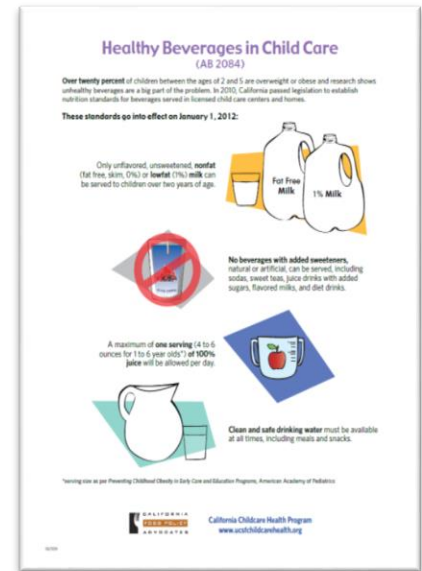 Healthy Beverages in Child Care
(AB 2084)
Over twenty percent of children between the ages of 2 and 5 are overweight or obese and research shows
unhealthy beverages are a big part of the problem. In 2010, California passed legislation to establish
nutrition standards for beverages served in licensed child care centers and homes.
These standards go into effect on January 1, 2012:
Only unflavored, unsweetened, nonfat
(fat free, skim, 0%) or lowfat (1%) milk can
be served to children over two years of age.
Fat Free
Milk
1% Milk
No beverages with added sweeteners,
natural or artificial, can be served, including
sodas, sweet teas, juice drinks with added
sugars, flavored milks, and diet drinks.
A maximum of one serving (4 to 6
ounces for 1 to 6 year olds*) of 100%
juice will be allowed per day.
Clean and safe drinking water must be available
at all times, including meals and snacks.
*serving size as per Preventing Childhood Obesity in Early Care and Education Programs, American Academy of Pediatrics
CALIFORNIA
FOOD POLICY
ADVOCATES
California Childcare Health Program
www.ucsfchildcarehealth.org